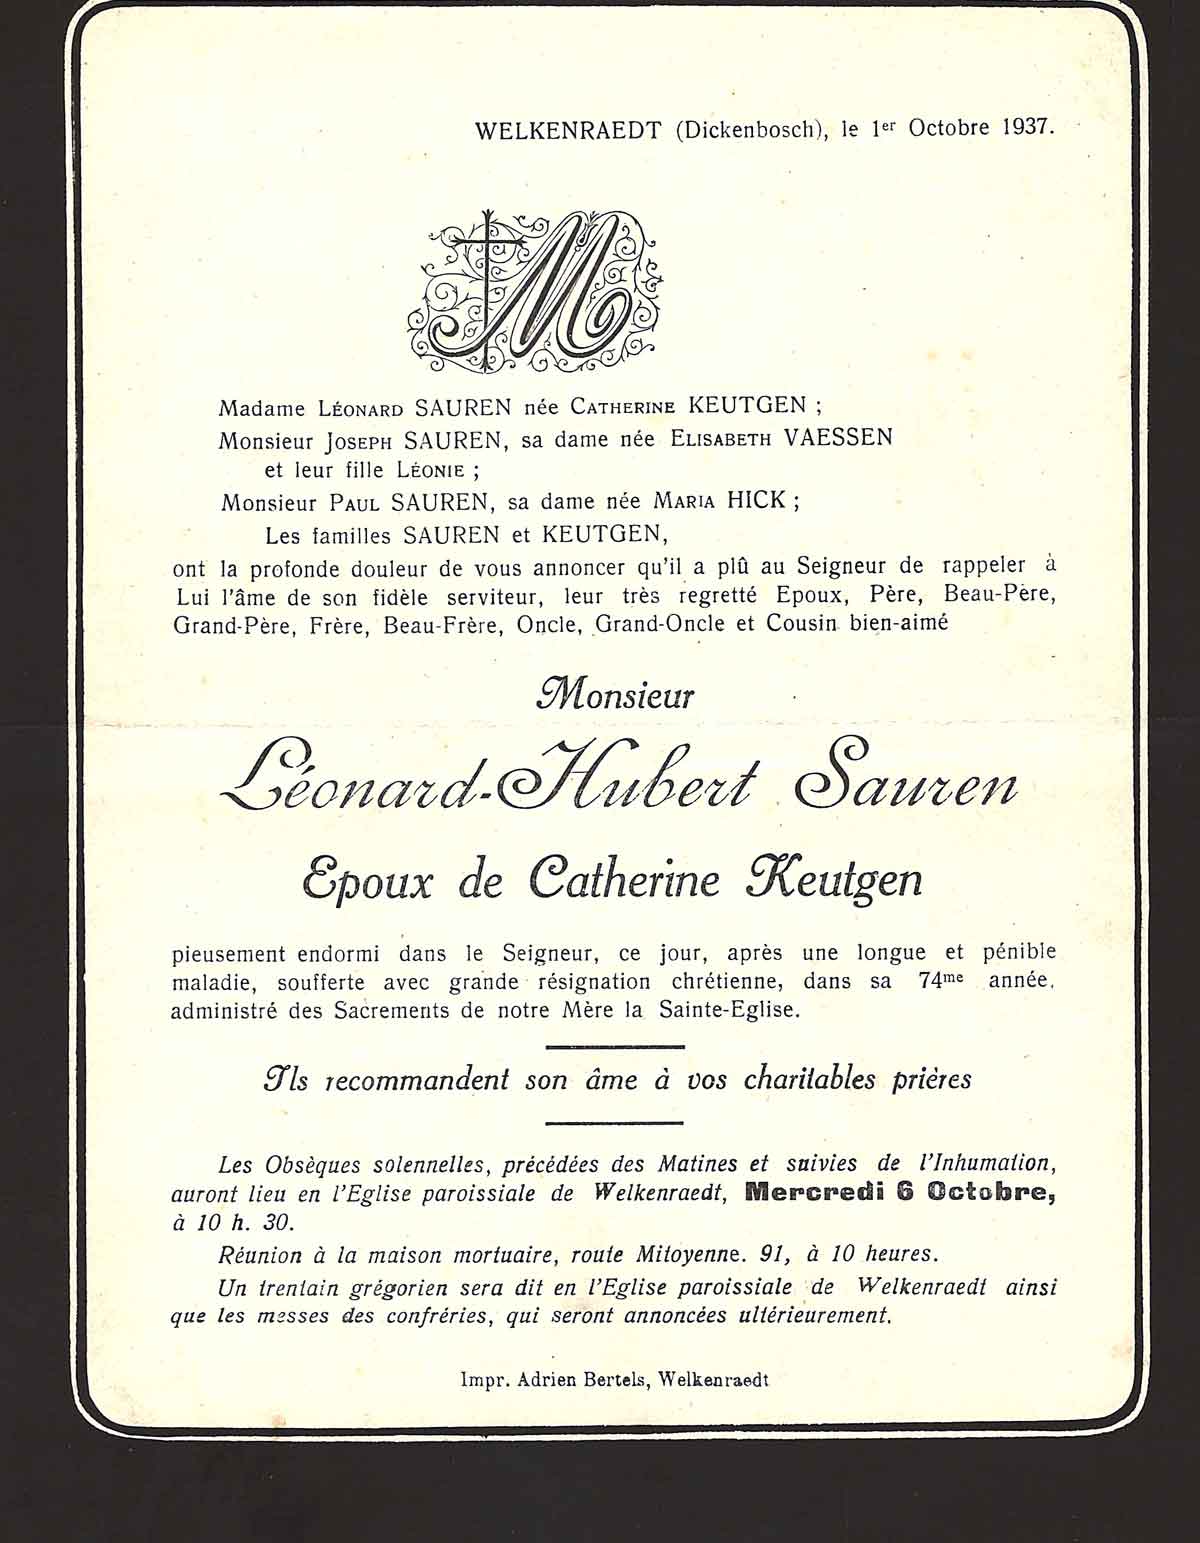 WELKENRAEDT (Dickenbosch), le 1er Octobre 1937.
M
Madame LÉONARD SAUREN née CATHERINE KEUTGEN ;
Monsieur JOSEPH SAUREN, sa dame née ELISABETH VAESSEN
et leur fille LÉONIE ;
Monsieur PAUL SAUREN, sa dame née MARIA HICK ;
Les familles SAUREN et KEUTGEN,
ont la profonde douleur de vous annoncer qu'il a plû au Seigneur de rappeler à
Lui l'âme de son fidèle serviteur, leur très regretté Epoux, Père, Beau-Père,
Grand-Père, Frère, Beau-Frère, Oncle, Grand-Oncle et Cousin bien-aimé
Monsieur
Léonard-Hubert Sauren
Epoux de Catherine Keutgen
pieusement endormi dans le Seigneur, ce jour, après une longue et pénible
maladie, soufferte avec grande résignation chrétienne, dans sa 74me année,
administré des Sacrements de notre Mère la Sainte-Eglise.
Ils recommandent son âme à vos charitables prières
Les Obsèques solennelles, précédées des Matines et suivies de l'Inhumation,
auront lieu en l'Eglise paroissiale de Welkenraedt, Mercredi 6 Octobre,
à 10 h. 30.
Réunion à la maison mortuaire, route Mitoyenne. 91, à 10 heures.
Un trentain grégorien sera dit en l'Eglise paroissiale de Welkenraedt ainsi
que les messes des confréries, qui seront annoncées ultérieurement.
Impr. Adrien Bertels, Welkenraedt